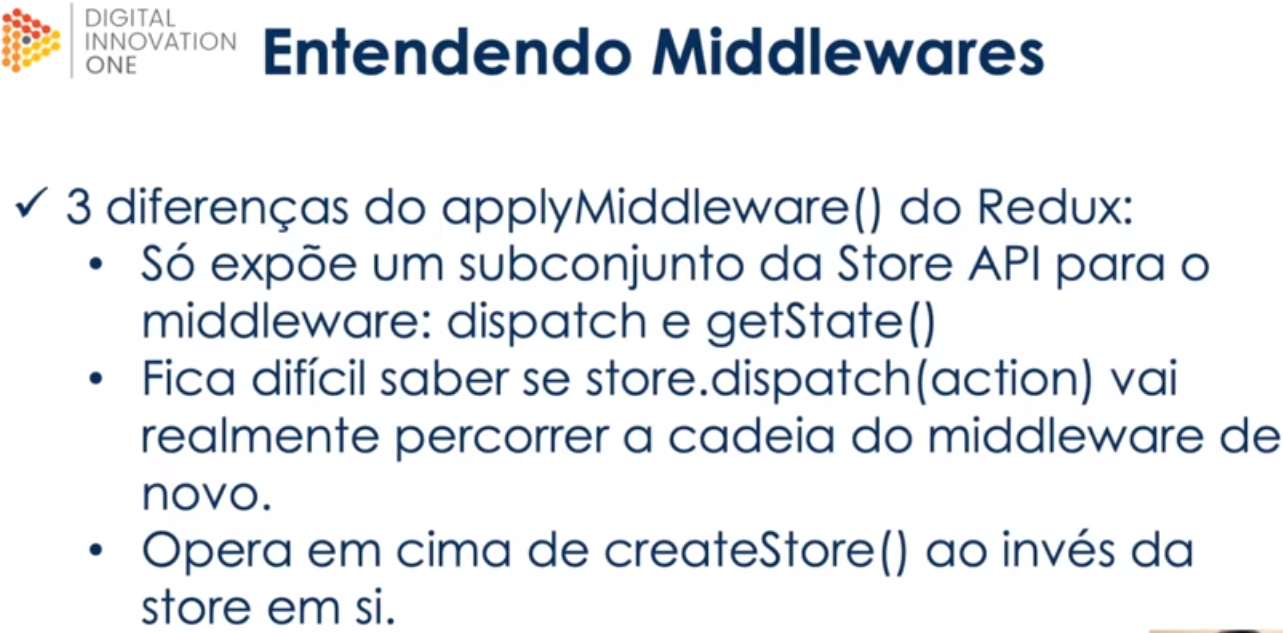 DIGITAL
INNOVATION
ONE
Entendendo Middlewares
✓ 3 diferenças do applyMiddleware() do Redux:
• Só expõe um subconjunto da Store API para o
middleware: dispatch e getState()
• Fica difícil saber se store.dispatch(action) vai
realmente percorrer a cadeia do middleware de
novo.
• Opera em cima de createStore() ao invés da
store em si.